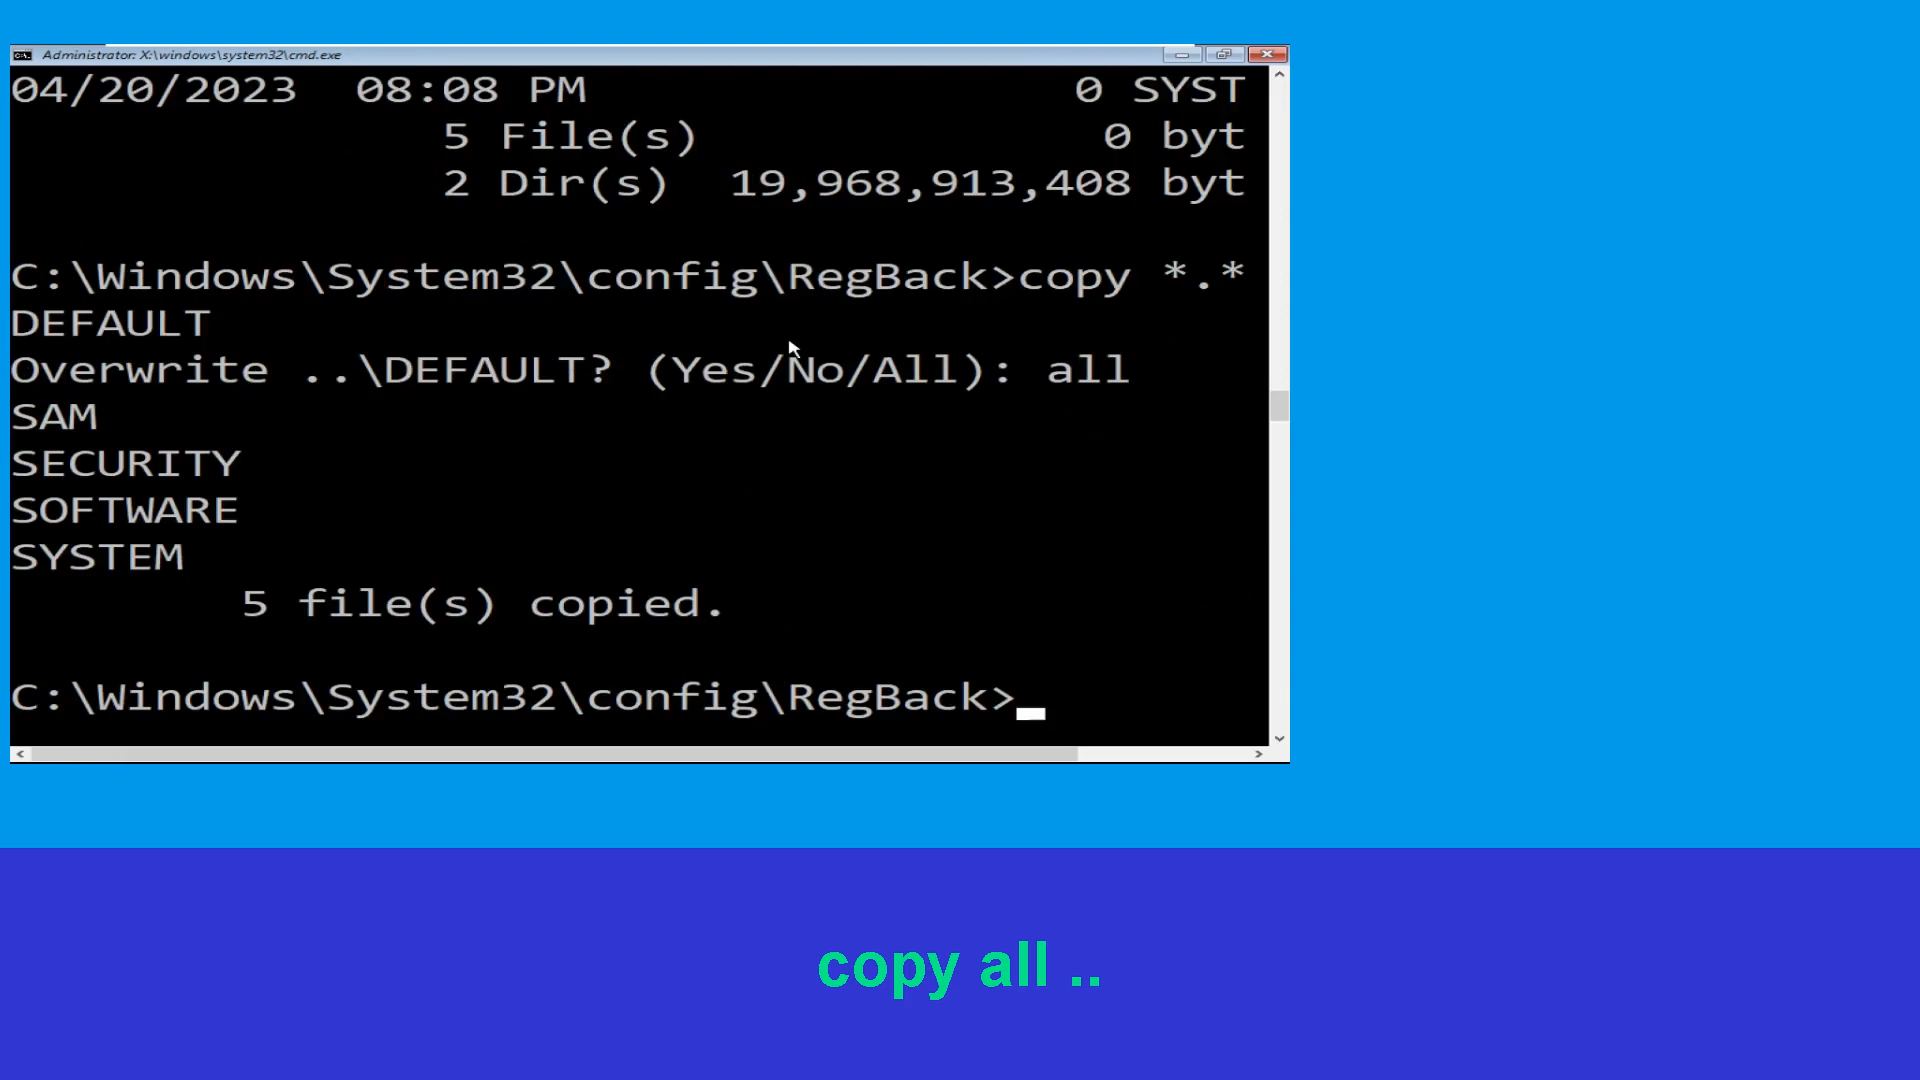 Administrator: X:\windows\system32\cmd.exe
04/20/2023 08:08 PM 0 SYST
5 File(s) 0 byt
2 Dir(s) 19,968,913,408 byt
C:\Windows\System32\config\RegBack>copy *.*
DEFAULT
Overwrite ..\DEFAULT? (Yes/No/All): all
SAM
SECURITY
SOFTWARE
SYSTEM
5 file(s) copied.
C:\Windows\System32\config\RegBack>
copy all ..